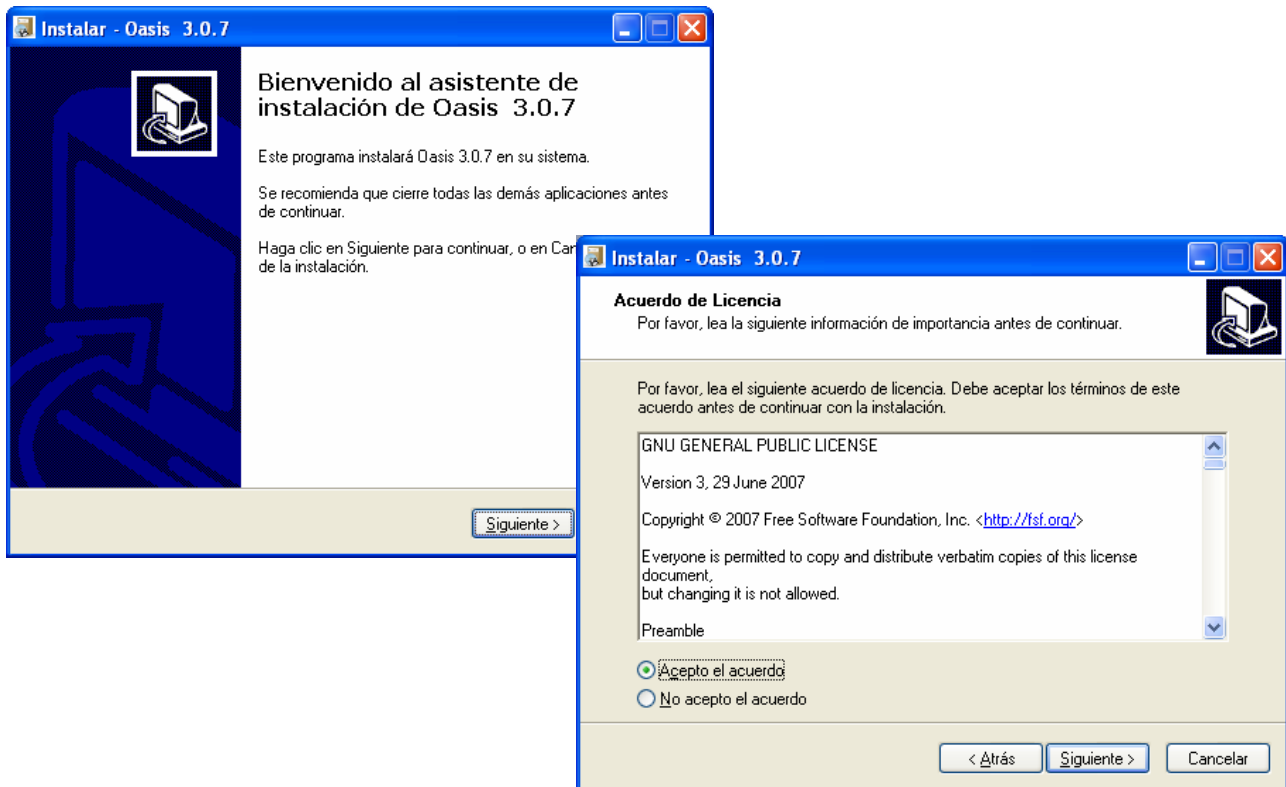 Instalar - Oasis 3.0.7
Bienvenido al asistente de
instalación de Oasis 3.0.7
Este programa instalará Oasis 3.0.7 en su sistema.
Se recomienda que cierre todas las demás aplicaciones antes
de continuar.
Haga clic en Siguiente para continuar, o en
de la instalación.
Siguiente >
Instalar - Oasis 3.0.7
Acuerdo de Licencia
Por favor, lea la siguiente información de importancia antes de continuar.
Por favor, lea el siguiente acuerdo de licencia. Debe aceptar los términos de este
acuerdo antes de continuar con la instalación.
GNU GENERAL PUBLIC LICENSE
Version 3, 29 June 2007
Copyright © 2007 Free Software Foundation, Inc. <http://fsf.org/>
Everyone is permitted to copy and distribute verbatim copies of this license
document,
but changing it is not allowed.
Preamble
Acepto el acuerdo
No acepto el acuerdo
< Atrás
Siguiente >
Cancelar